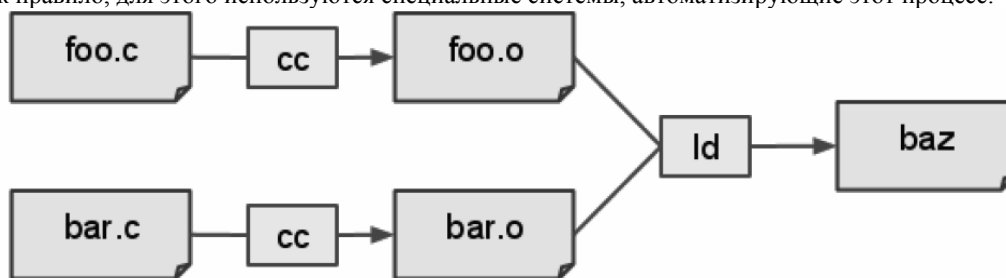 правило, для этого используются специальные системы, автоматизирующие этот процесс.
foo.c cc foo.o
ld baz
bar.c cc bar.o